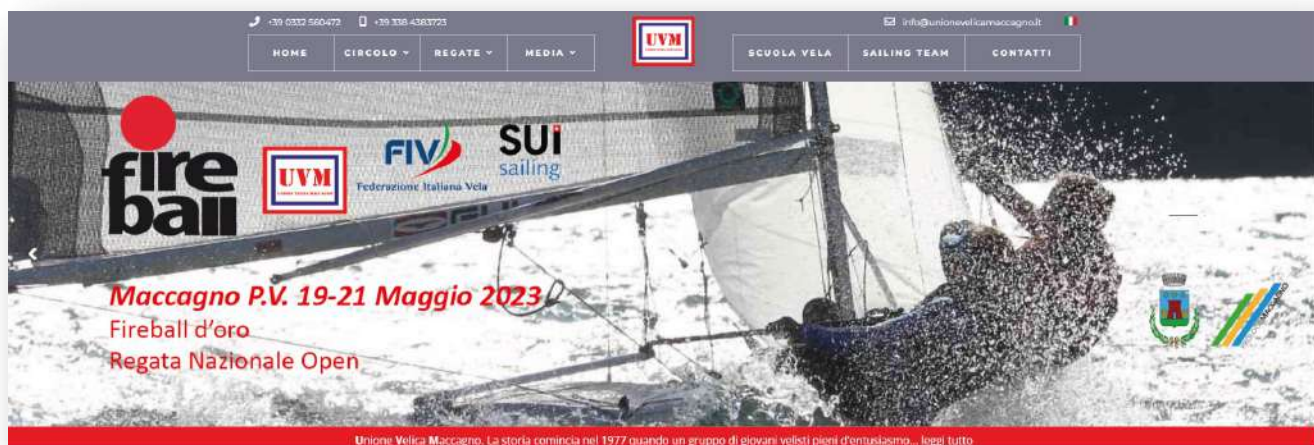 +39 0332 560472 +39 338 4383723
info@unionevelicamaccagno.it
HOME CIRCOLO REGATE MEDIA
UVM
SCUOLA VELA SAILING TEAM CONTATTI
fire
ball
UVM
FIV
Federazione Italiana Vela
SUI
sailing
Maccagno P.V. 19-21 Maggio 2023
Fireball d'oro
Regata Nazionale Open
Unione Velica Maccagno. La storia comincia nel 1977 quando un gruppo di giovani velisti pieni d'entusiasmo... leggi tutto